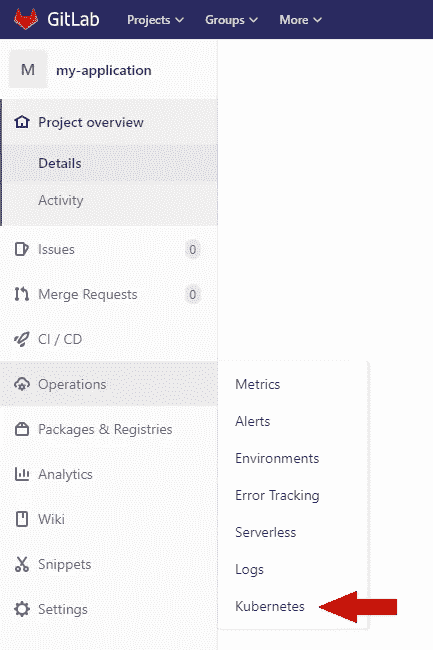 GitLab Projects Groups More
M my-application
Project overview
Details
Activity
Issues 0
Merge Requests 0
CI / CD
Operations
Packages & Registries
Analytics
Wiki
Snippets
Settings
Metrics
Alerts
Environments
Error Tracking
Serverless
Logs
Kubernetes